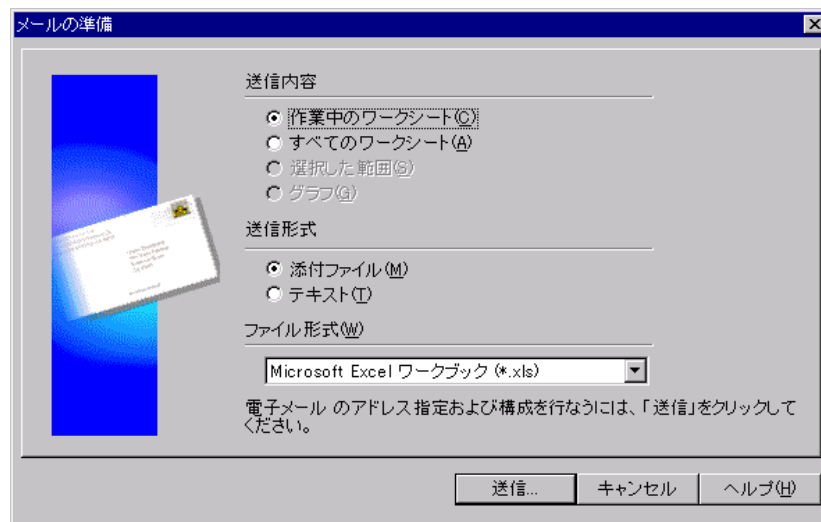 メールの準備
送信内容
作業中のワークシート(C)
すべてのワークシート(A)
選択した範囲(S)
グラフ(G)
送信形式
添付ファイル(M)
テキスト(T)
ファイル形式(W)
Microsoft Excel ワークブック (*.xls)
電子メール のアドレス指定および構成を行なうには、「送信」をクリックして
ください。
送信...
キャンセル
ヘルプ(H)